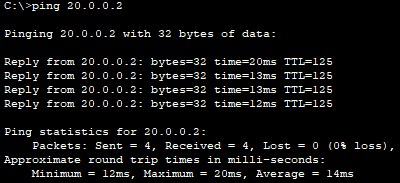 C:\>ping 20.0.0.2
Pinging 20.0.0.2 with 32 bytes of data:
Reply from 20.0.0.2: bytes=32 time=20ms TTL=125
Reply from 20.0.0.2: bytes=32 time=13ms TTL=125
Reply from 20.0.0.2: bytes=32 time=13ms TTL=125
Reply from 20.0.0.2: bytes=32 time=12ms TTL=125
Ping statistics for 20.0.0.2:
    Packets: Sent = 4, Received = 4, Lost = 0 (0% loss),
Approximate round trip times in milli-seconds:
    Minimum = 12ms, Maximum = 20ms, Average = 14ms